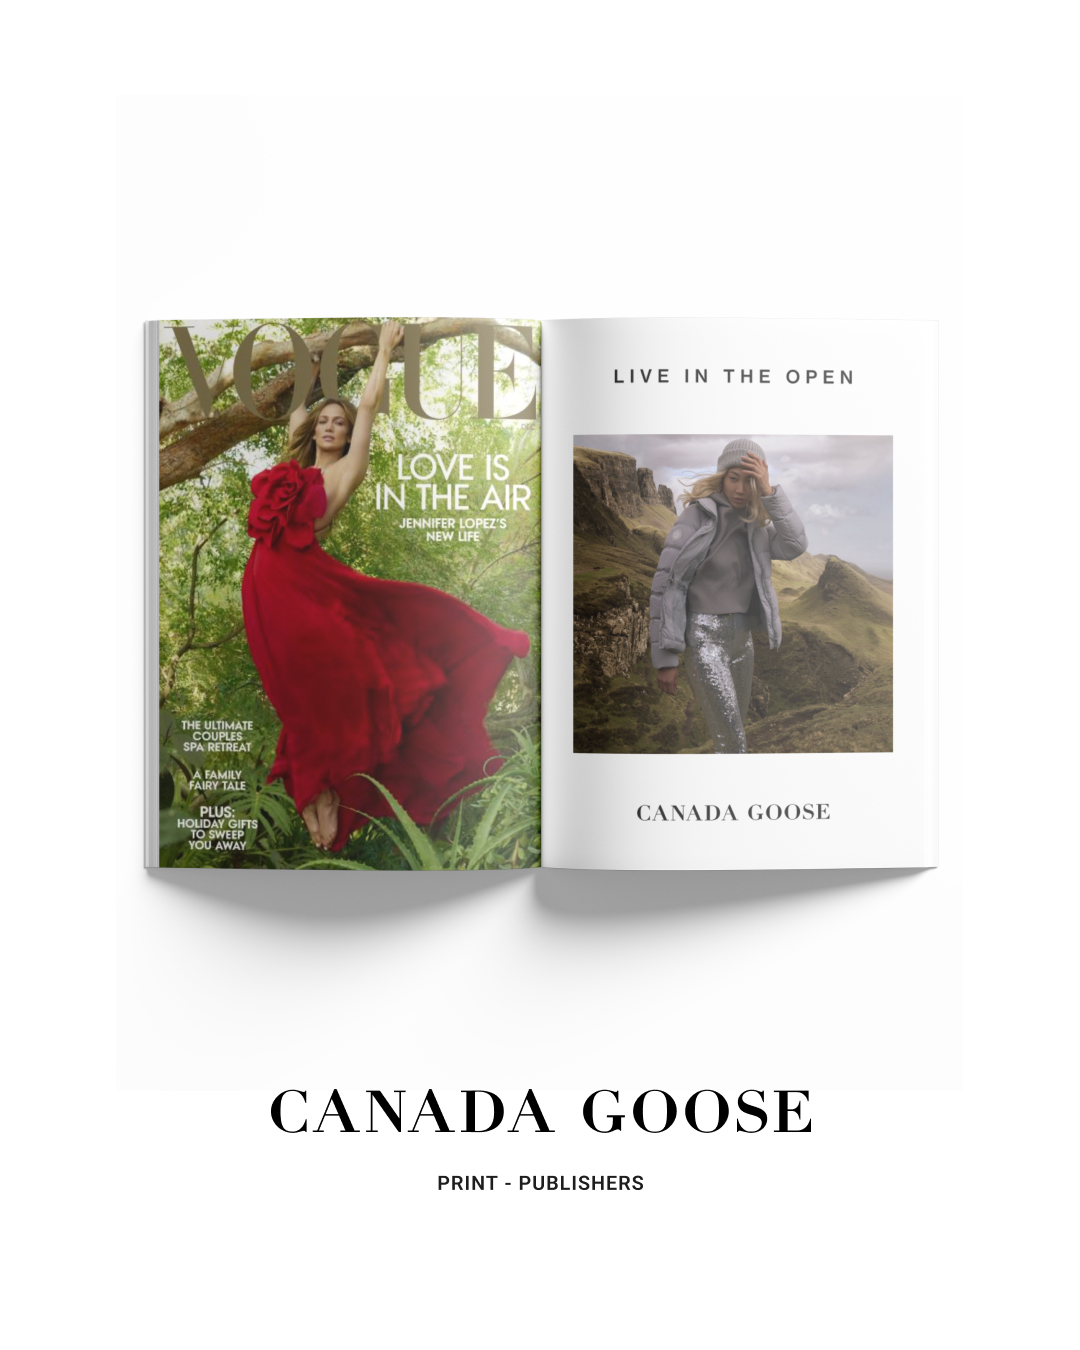 VOGUE
LOVE IS
IN THE AIR
JENNIFER LOPEZ'S
NEW LIFE
THE ULTIMATE
COUPLES
SPA RETREAT
A FAMILY
FAIRY TALE
PLUS:
HOLIDAY GIFTS
TO SWEEP
YOU AWAY
LIVE IN THE OPEN
CANADA GOOSE
CANADA GOOSE
PRINT - PUBLISHERS